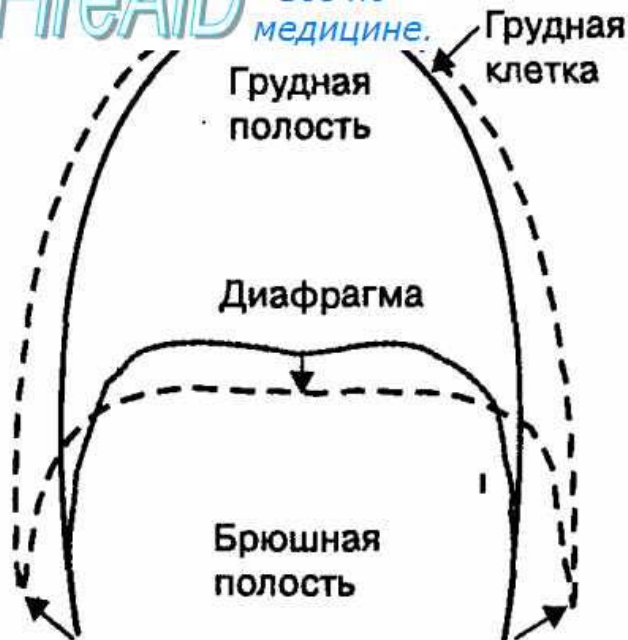 медицине.
Грудная
клетка
Грудная
полость
Диафрагма
Брюшная
полость